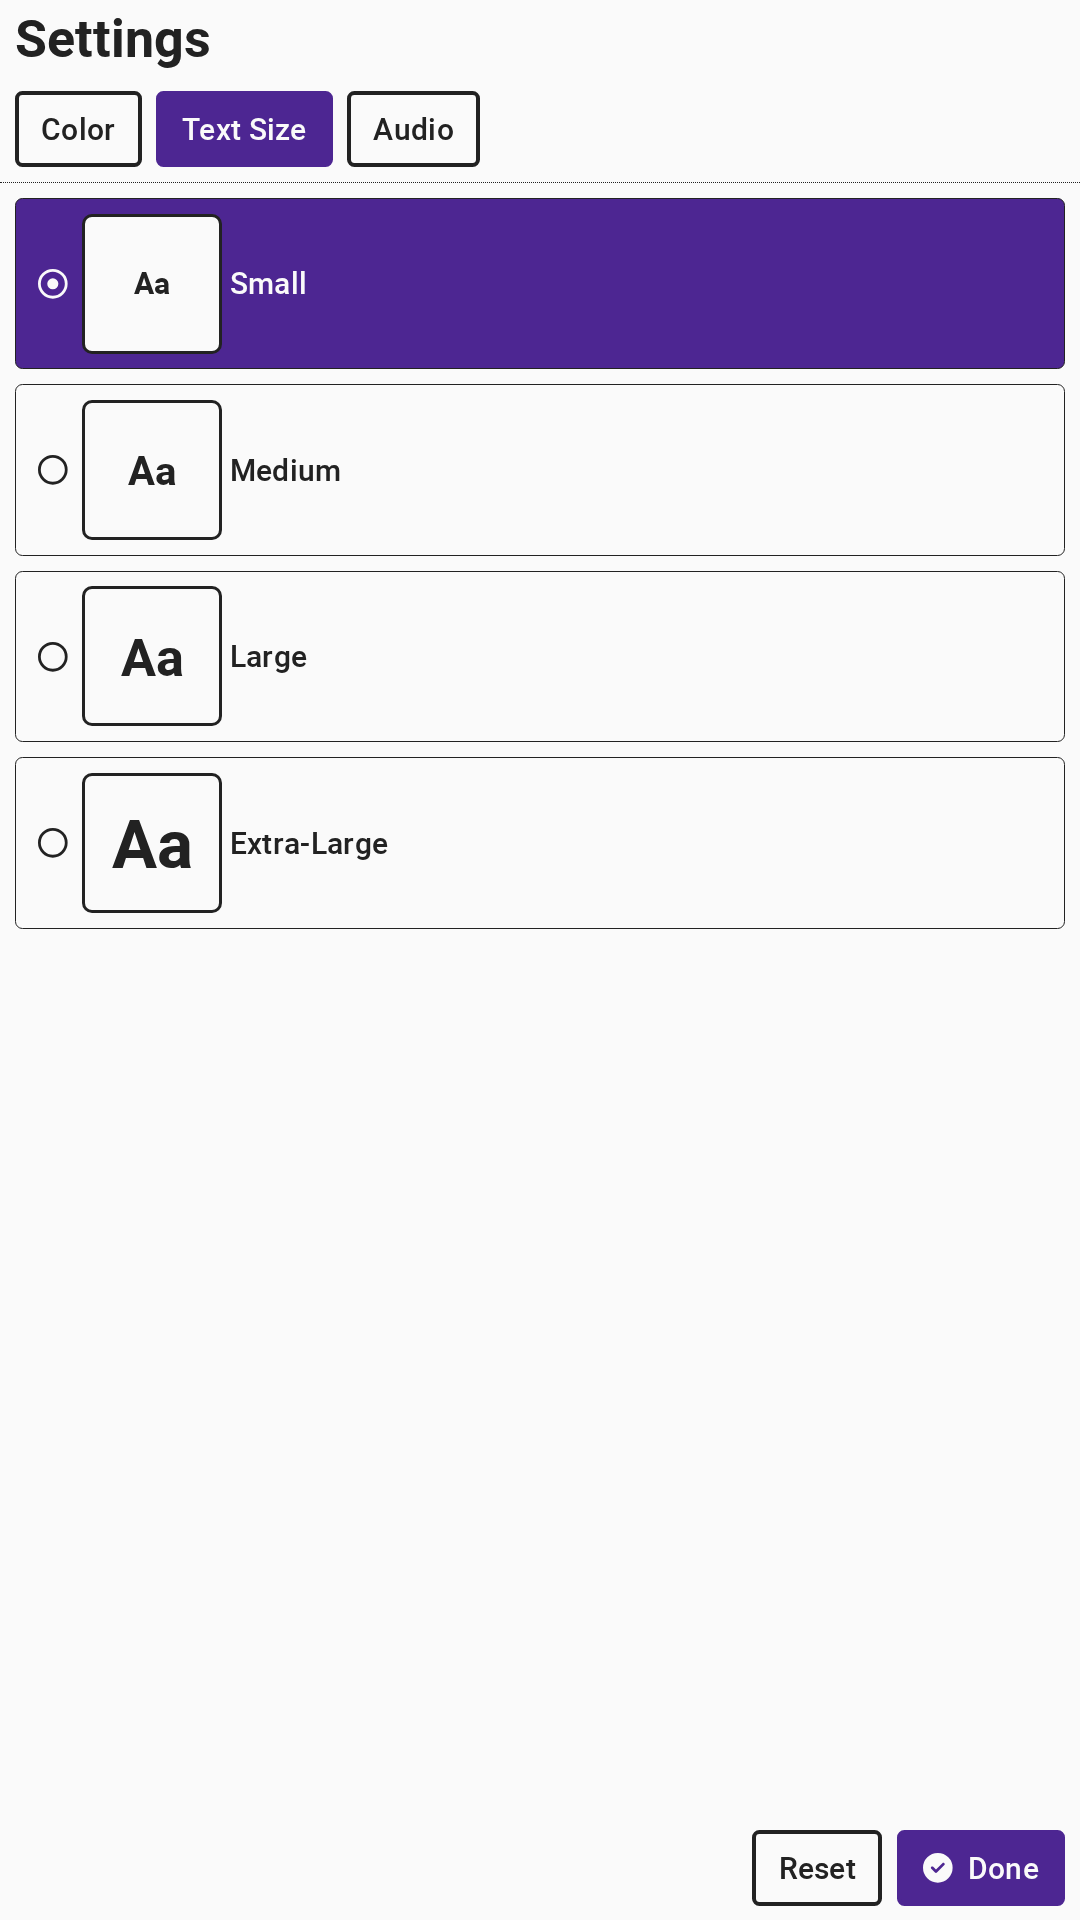 Settings
Color Text Size Audio
Aa Small
Aa Medium
Aa Large
Aa Extra-Large
Reset Done